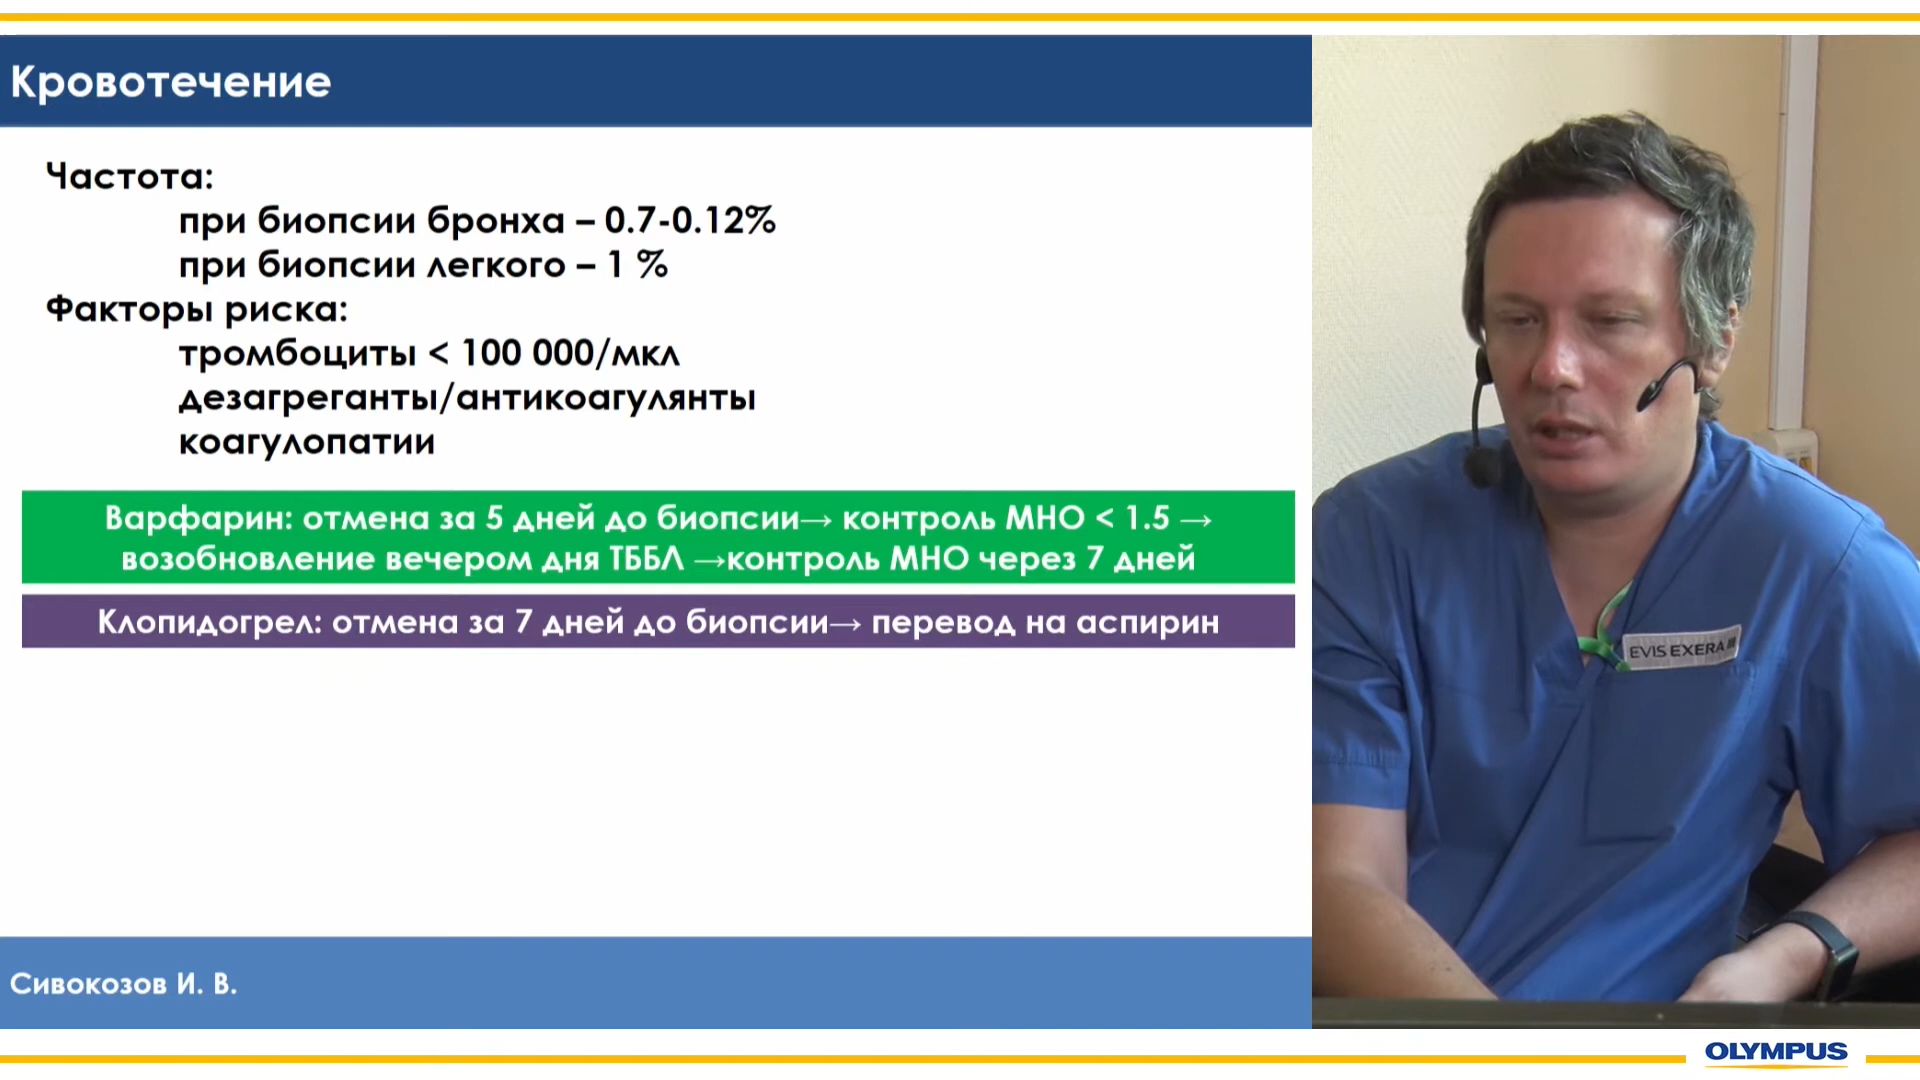 Кровотечение
Частота:
при биопсии бронха – 0.7-0.12%
при биопсии легкого – 1 %
Факторы риска:
тромбоциты < 100 000/мкл
дезагреганты/антикоагулянты
коагулопатии
Варфарин: отмена за 5 дней до биопсии→ контроль МНО < 1.5 →
возобновление вечером дня ТББЛ →контроль МНО через 7 дней
Клопидогрел: отмена за 7 дней до биопсии→ перевод на аспирин
EVIS EXERA III
Сивокозов И. В.
OLYMPUS